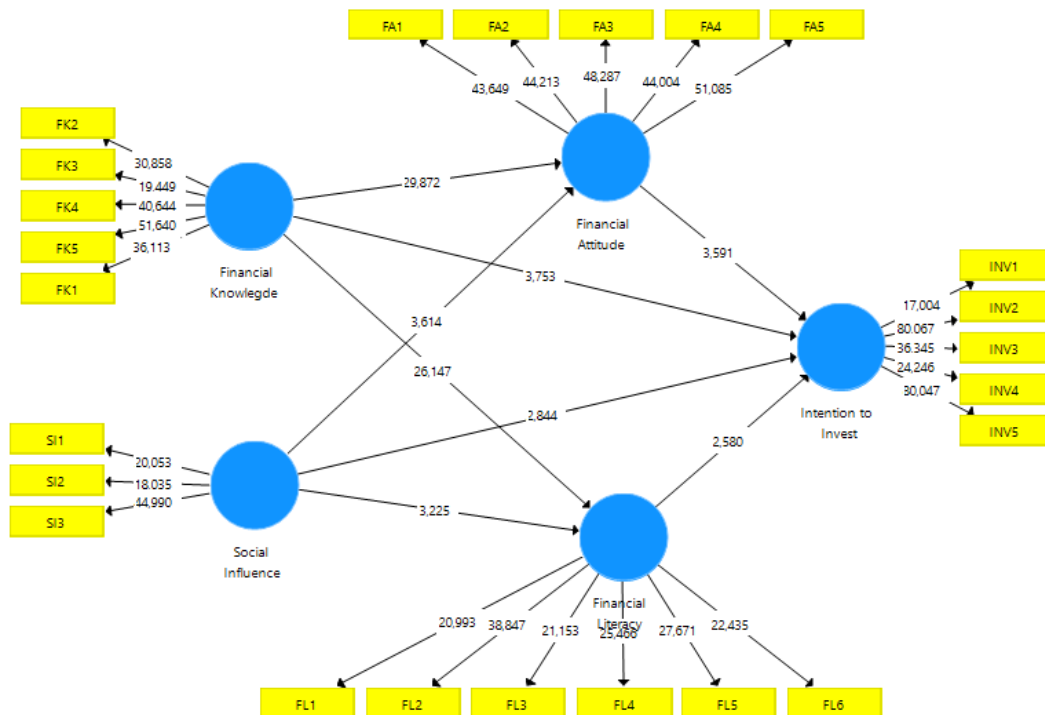 FA1
FA2
FA3
FA4
FA5
43,649
44,213
48,287
44,004
51,085
FK2
FK3
FK4
FK5
FK1
30,858
19,449
40,644
51,640
36,113
Financial
Knowlegde
29,872
Financial
Attitude
3,591
3,753
3,614
26,147
2,844
2,580
3,225
INV1
INV2
INV3
INV4
INV5
17,004
80,067
36,345
24,246
30,047
Intention to
Invest
SI1
SI2
SI3
20,053
18,035
44,990
Social
Influence
Financial
Literacy
20,993
38,847
21,153
25,466
27,671
22,435
FL1
FL2
FL3
FL4
FL5
FL6